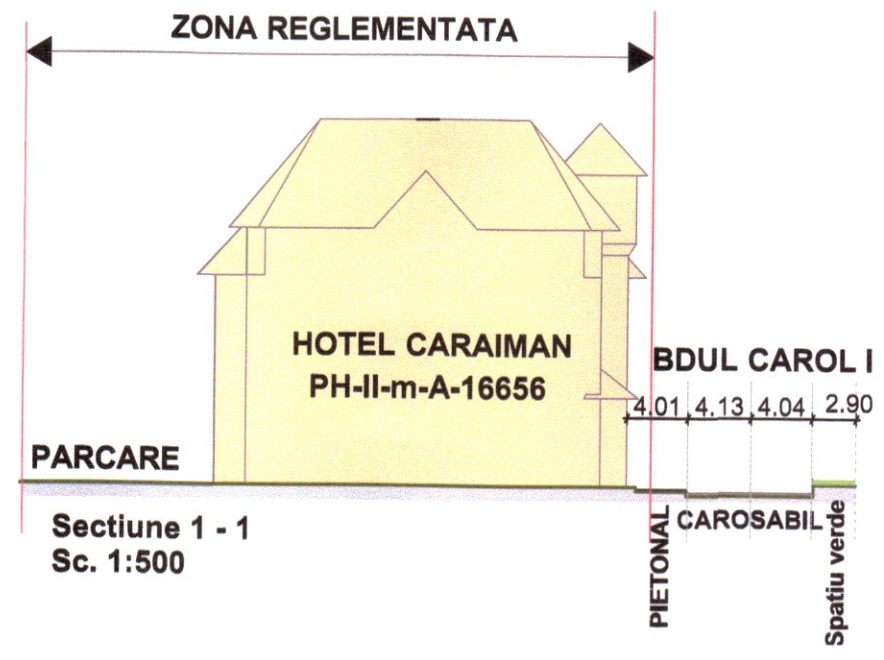 ZONA REGLEMENTATA
HOTEL CARAIMAN
PH-II-m-A-16656
BDUL CAROL I
4.01 4.13 4.04 2.90
PARCARE
Sectiune 1 - 1
Sc. 1:500
PIETONAL
CAROSABIL
Spatiu verde